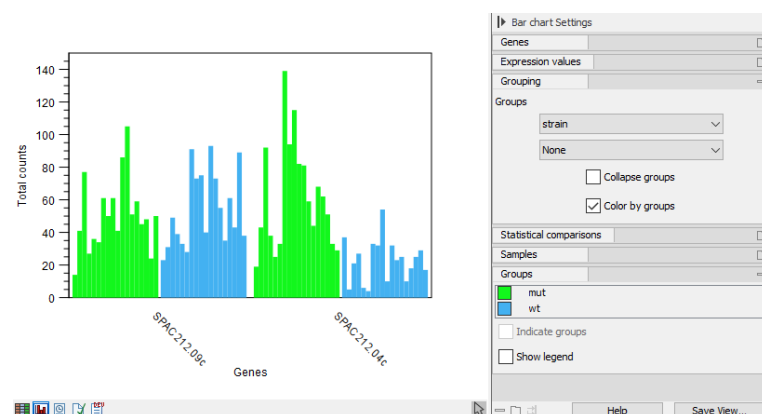 Bar chart Settings
Genes
Expression values
Grouping
Groups
strain
None
Collapse groups
Color by groups
Statistical comparisons
Samples
Groups
mut
wt
Indicate groups
Show legend
Help
Save View...
Total counts
140
120
100
80
60
40
20
0
SPAC212.09c
SPAC212.04c
Genes